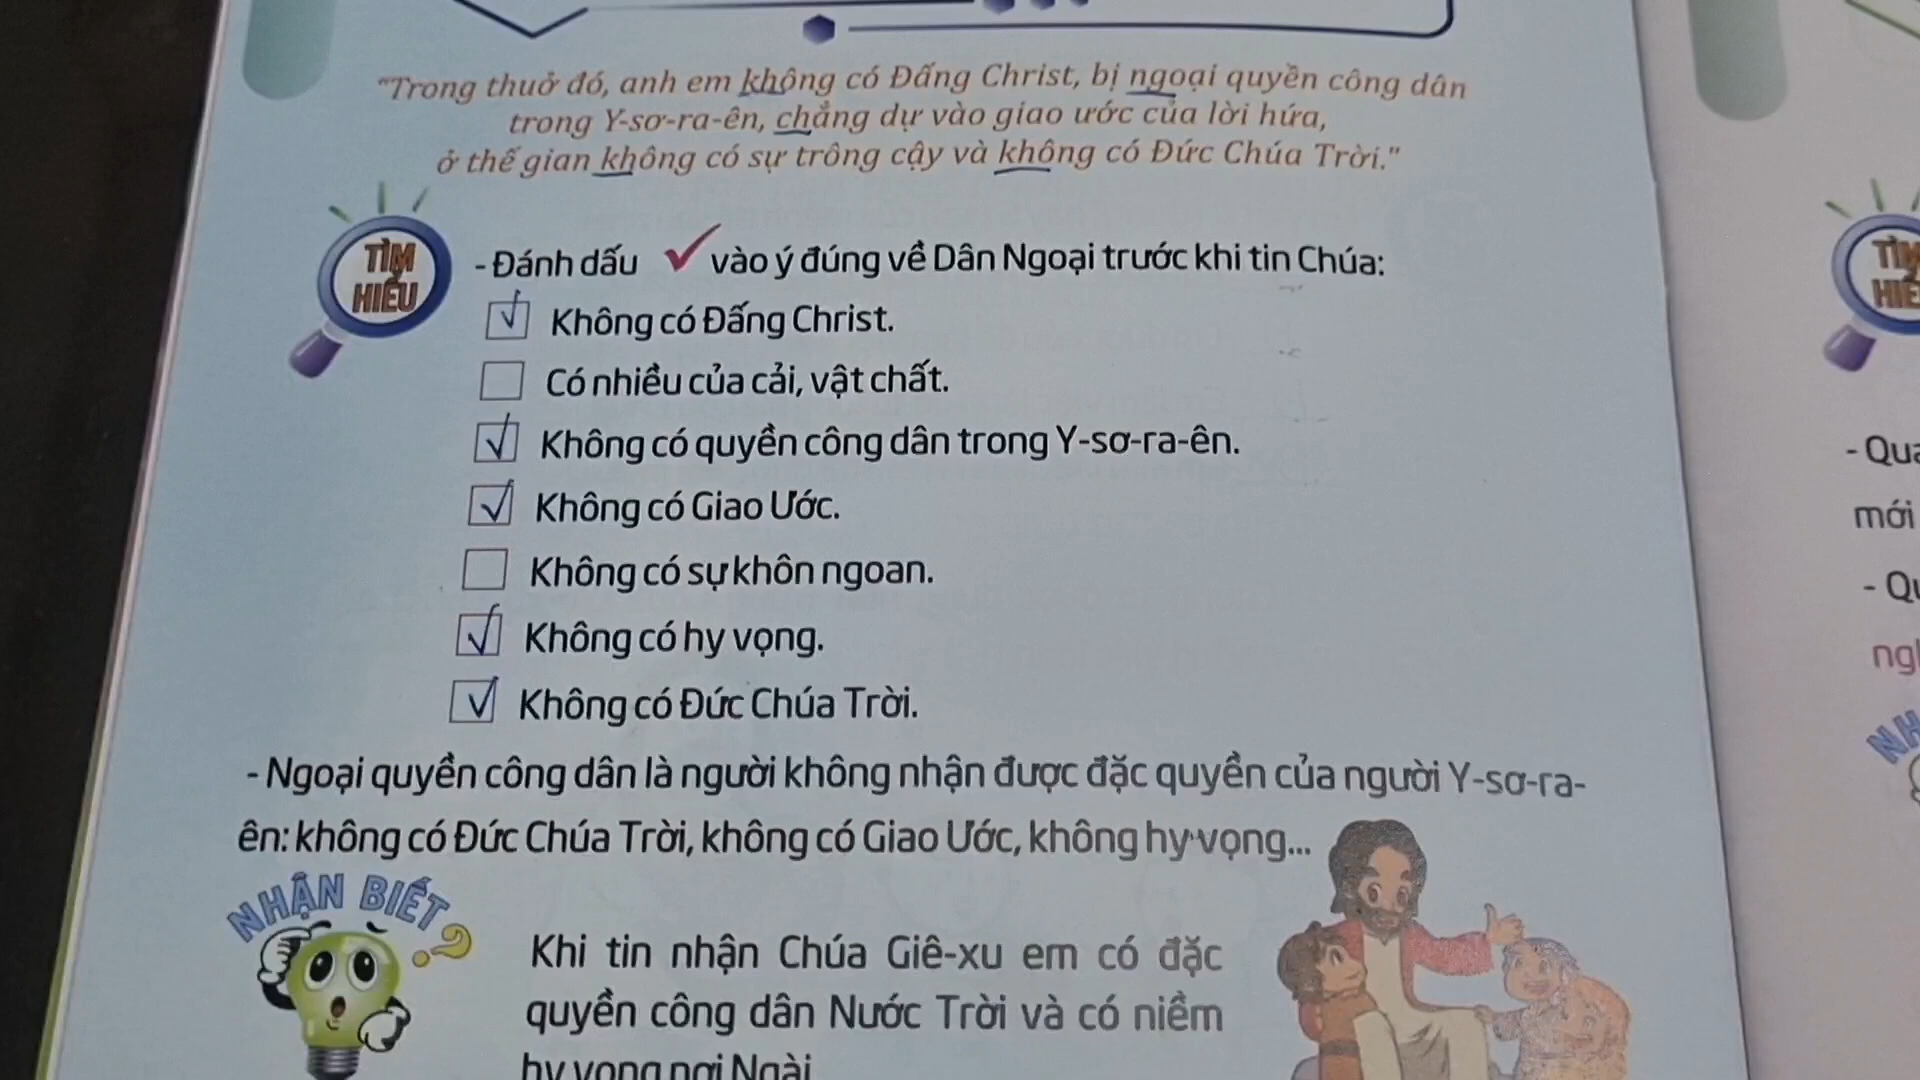 "Trong thuở đó, anh em không có Đấng Christ, bị ngoại quyền công dân
trong Y-sơ-ra-ên, chẳng dự vào giao ước của lời hứa,
ở thế gian không có sự trông cậy và không có Đức Chúa Trời."
TÌM
HIỂU
- Đánh dấu ✓ vào ý đúng về Dân Ngoại trước khi tin Chúa:
☑ Không có Đấng Christ.
☐ Có nhiều của cải, vật chất.
☑ Không có quyền công dân trong Y-sơ-ra-ên.
☑ Không có Giao Ước.
☐ Không có sự khôn ngoan.
☑ Không có hy vọng.
☑ Không có Đức Chúa Trời.
- Ngoại quyền công dân là người không nhận được đặc quyền của người Y-sơ-ra-
ên: không có Đức Chúa Trời, không có Giao Ước, không hy vọng...
NHẬN BIẾT?
Khi tin nhận Chúa Giê-xu em có đặc
quyền công dân Nước Trời và có niềm
hy vọng nơi Ngài
- Qu
mới
- Q